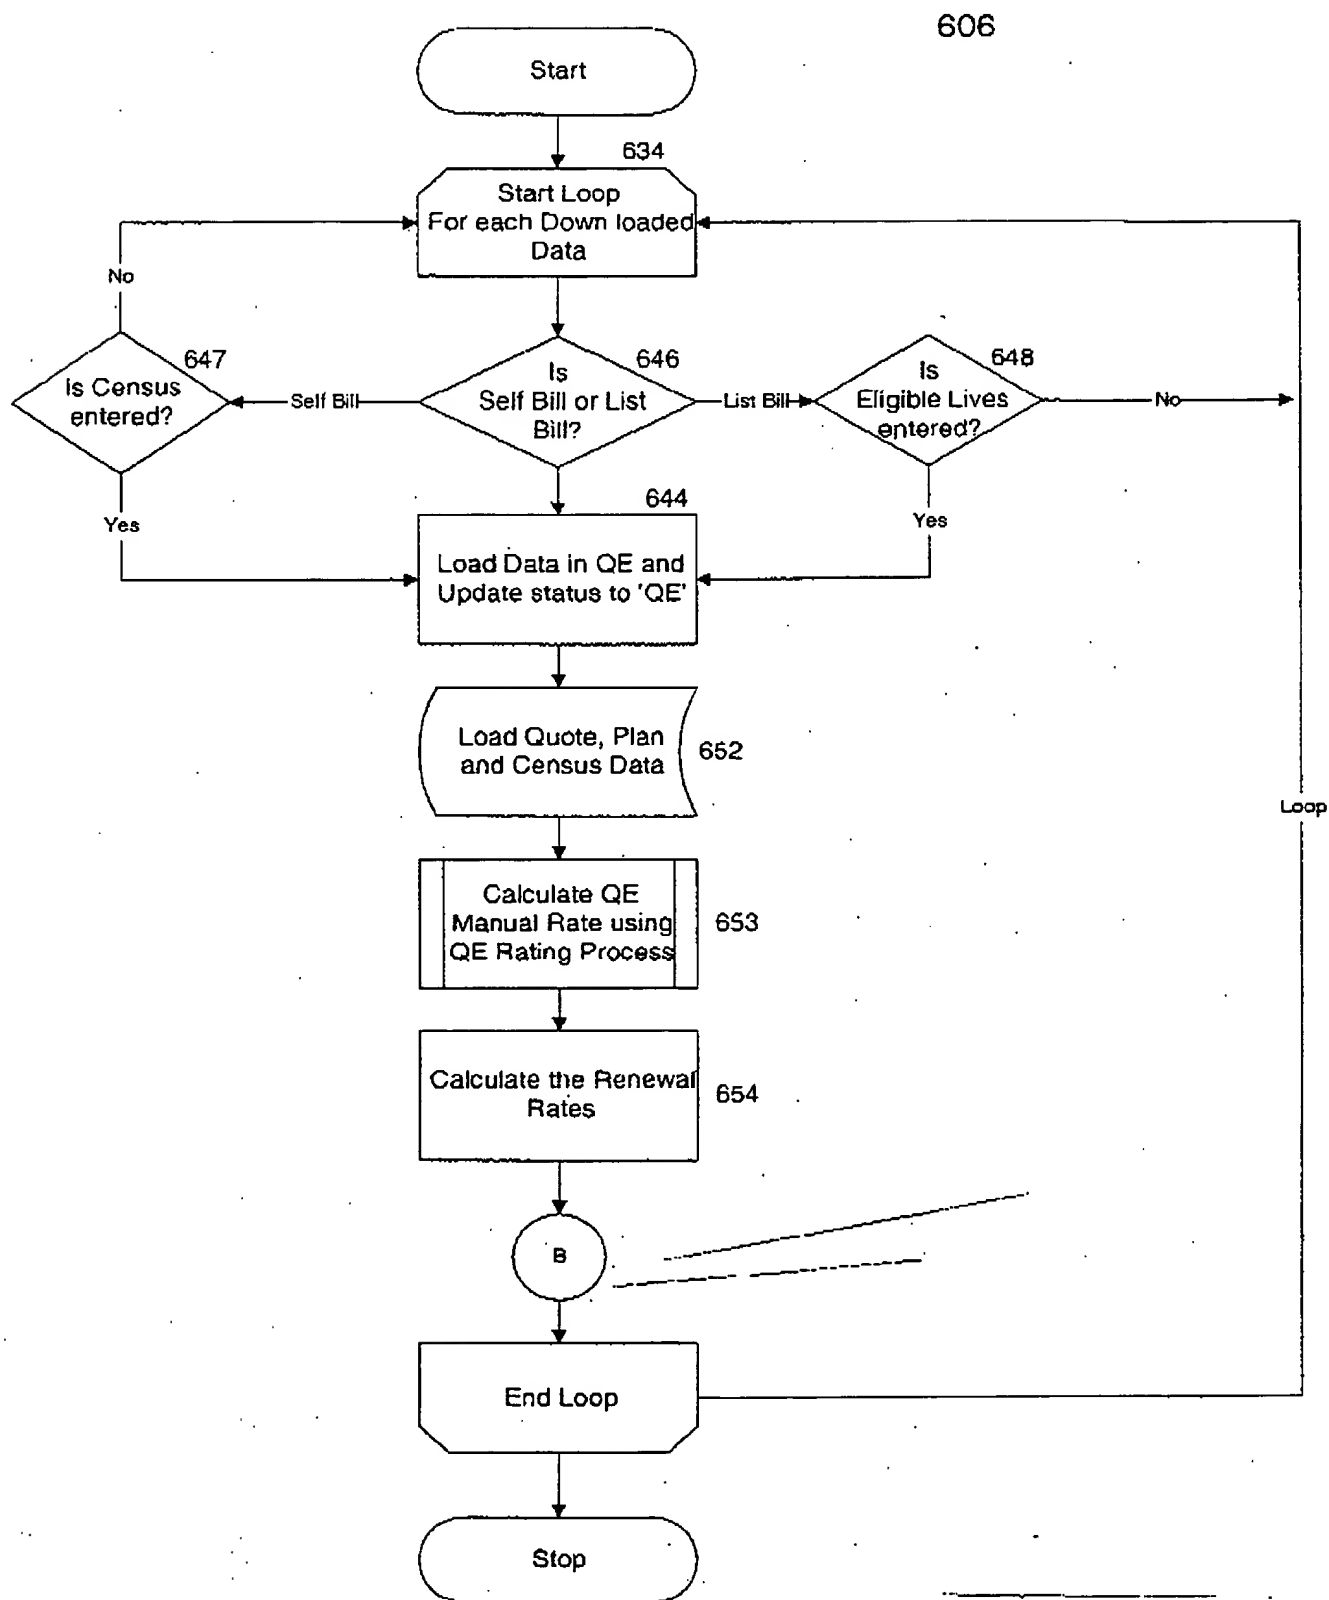 606
Start
634
Start Loop
For each Down loaded
Data
No
647
Is Census
entered?
Self Bill
646
Is
Self Bill or List
Bill?
List Bill
648
Is
Eligible Lives
entered?
No
Yes
644
Yes
Load Data in QE and
Update status to 'QE'
Load Quote, Plan
and Census Data
652
Loop
Calculate QE
Manual Rate using
QE Rating Process
653
Calculate the Renewal
Rates
654
B
End Loop
Stop